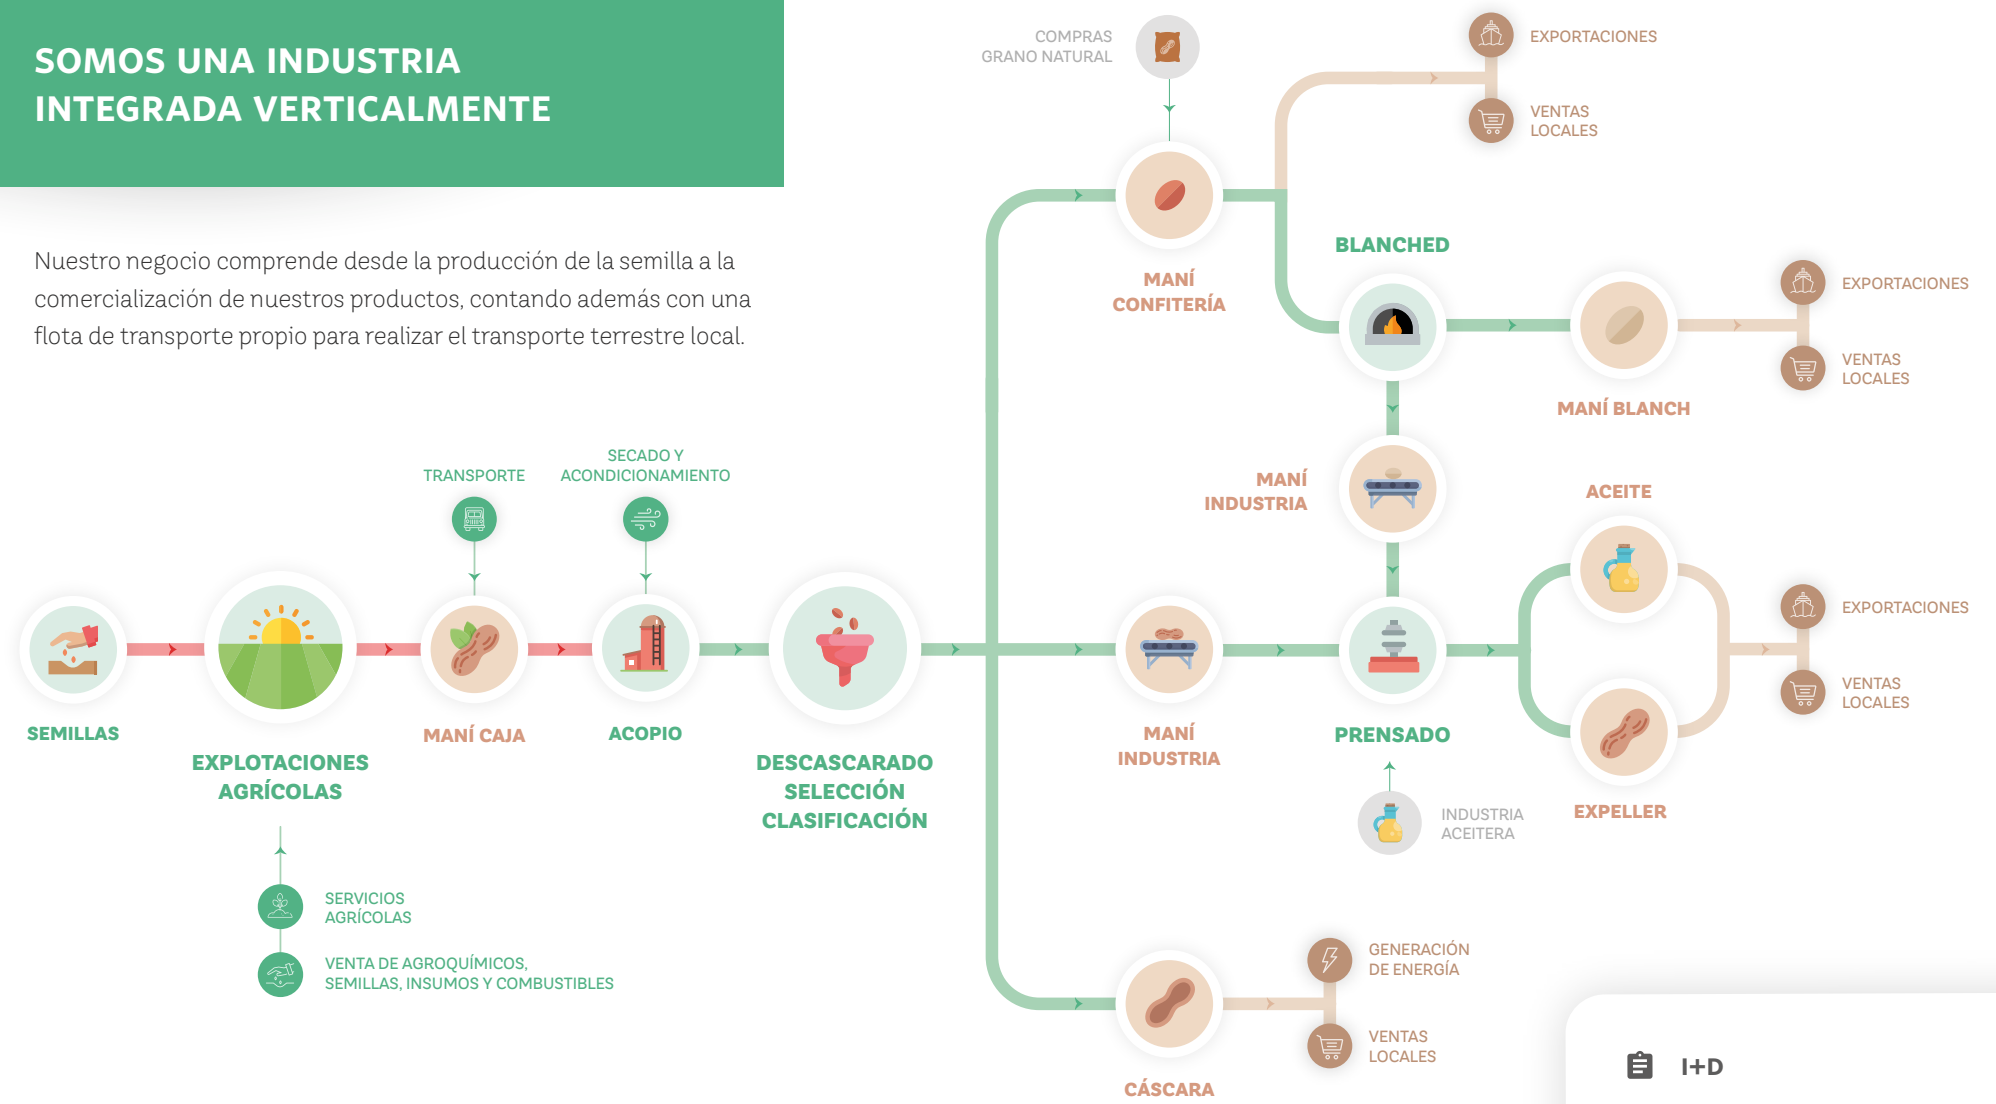 SOMOS UNA INDUSTRIA
INTEGRADA VERTICALMENTE
Nuestro negocio comprende desde la producción de la semilla a la
comercialización de nuestros productos, contando además con una
flota de transporte propio para realizar el transporte terrestre local.
COMPRAS
GRANO NATURAL
EXPORTACIONES
VENTAS
LOCALES
MANÍ
CONFITERÍA
BLANCHED
MANÍ BLANCH
EXPORTACIONES
VENTAS
LOCALES
MANÍ
INDUSTRIA
TRANSPORTE
SECADO Y
ACONDICIONAMIENTO
SEMILLAS
EXPLOTACIONES
AGRÍCOLAS
MANÍ CAJA
ACOPIO
DESCASCARADO
SELECCIÓN
CLASIFICACIÓN
MANÍ
INDUSTRIA
PRENSADO
INDUSTRIA
ACEITERA
ACEITE
EXPELLER
EXPORTACIONES
VENTAS
LOCALES
SERVICIOS
AGRÍCOLAS
VENTA DE AGROQUÍMICOS,
SEMILLAS, INSUMOS Y COMBUSTIBLES
CÁSCARA
GENERACIÓN
DE ENERGÍA
VENTAS
LOCALES
I+D